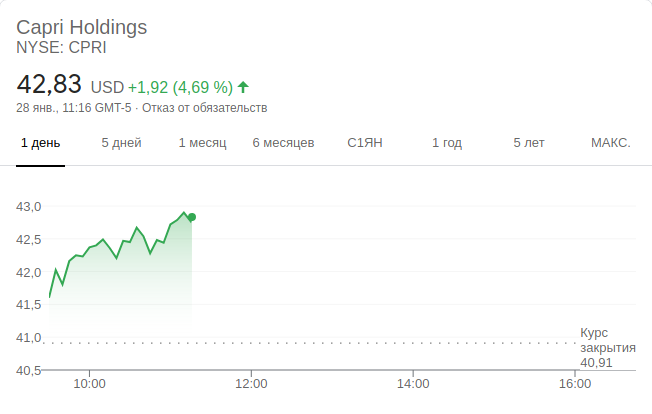 Capri Holdings
NYSE: CPRI
42,83 USD +1,92 (4,69 %)
28 янв., 11:16 GMT-5 · Отказ от обязательств
1 день 5 дней 1 месяц 6 месяцев С1ЯН 1 год 5 лет МАКС.
43,0
42,5
42,0
41,5
41,0
40,5
Курс
закрытия
40,91
10:00 12:00 14:00 16:00